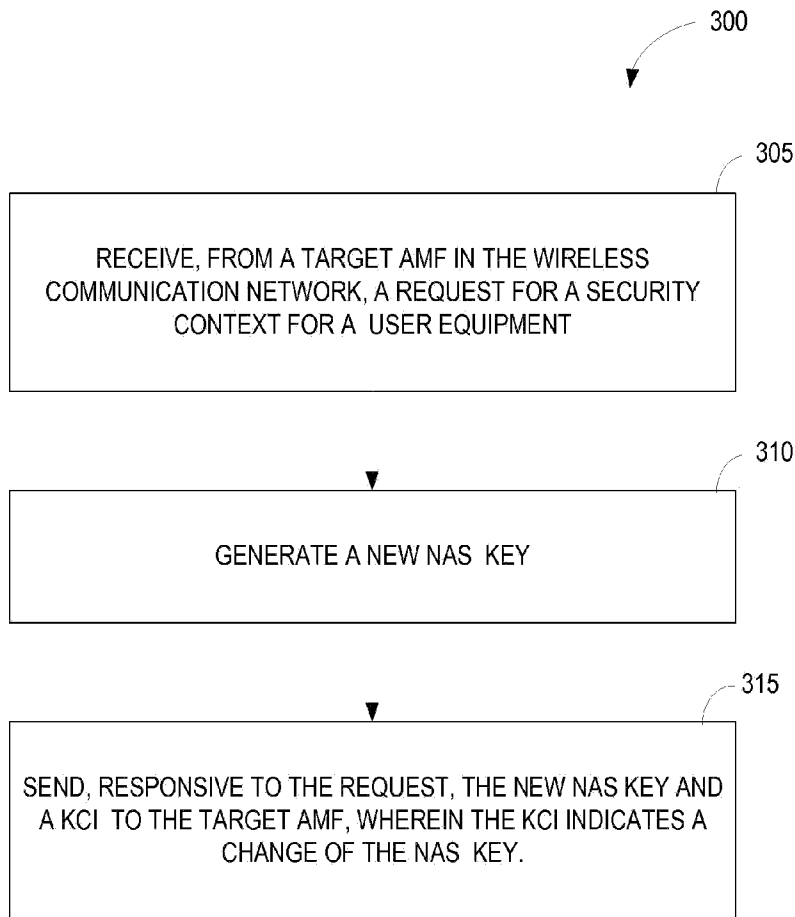 300
305
RECEIVE, FROM A TARGET AMF IN THE WIRELESS
COMMUNICATION NETWORK, A REQUEST FOR A SECURITY
CONTEXT FOR A USER EQUIPMENT
310
GENERATE A NEW NAS KEY
315
SEND, RESPONSIVE TO THE REQUEST, THE NEW NAS KEY AND
A KCI TO THE TARGET AMF, WHEREIN THE KCI INDICATES A
CHANGE OF THE NAS KEY.